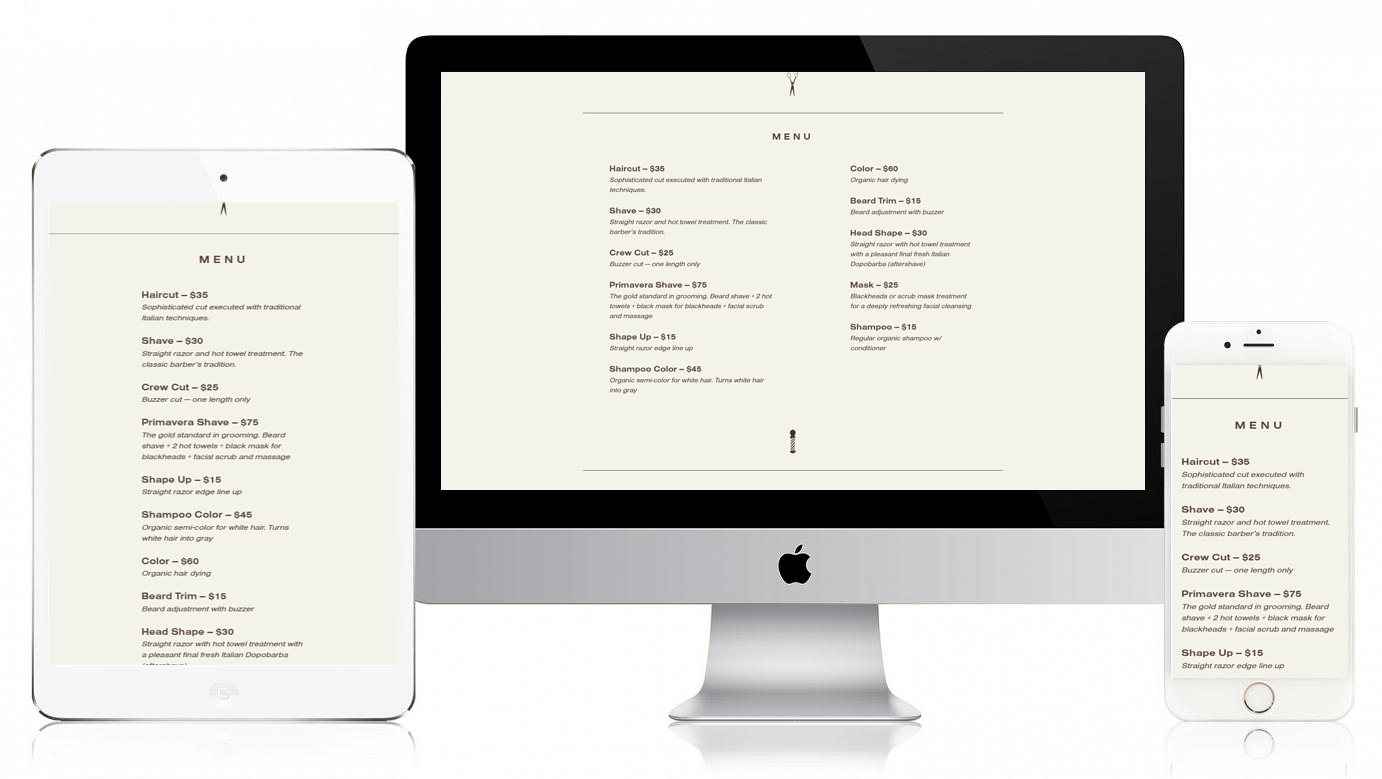 MENU
Haircut – $35
Sophisticated cut executed with traditional
Italian techniques.
Shave – $30
Straight razor and hot towel treatment. The
classic barber's tradition.
Crew Cut – $25
Buzzer cut — one length only
Primavera Shave – $75
The gold standard in grooming. Beard
shave + 2 hot towels + black mask for
blackheads + facial scrub and massage
Shape Up – $15
Straight razor edge line up
Shampoo Color – $45
Organic semi-color for white hair. Turns
white hair into gray
Color – $60
Organic hair dying
Beard Trim – $15
Beard adjustment with buzzer
Head Shape – $30
Straight razor with hot towel treatment with
a pleasant final fresh Italian Dopobarba
(aftershave)
MENU
Haircut – $35
Sophisticated cut executed with traditional Italian
techniques.
Shave – $30
Straight razor and hot towel treatment. The classic
barber's tradition.
Crew Cut – $25
Buzzer cut — one length only
Primavera Shave – $75
The gold standard in grooming. Beard shave + 2 hot
towels + black mask for blackheads + facial scrub
and massage
Shape Up – $15
Straight razor edge line up
Shampoo Color – $45
Organic semi-color for white hair. Turns white hair
into gray
Color – $60
Organic hair dying
Beard Trim – $15
Beard adjustment with buzzer
Head Shape – $30
Straight razor with hot towel treatment
with a pleasant final fresh Italian
Dopobarba (aftershave)
Mask – $25
Blackheads or scrub mask treatment
for a deeply refreshing facial cleansing
Shampoo – $15
Regular organic shampoo w/
conditioner
MENU
Haircut – $35
Sophisticated cut executed with
traditional Italian techniques.
Shave – $30
Straight razor and hot towel treatment.
The classic barber's tradition.
Crew Cut – $25
Buzzer cut — one length only
Primavera Shave – $75
The gold standard in grooming. Beard
shave + 2 hot towels + black mask for
blackheads + facial scrub and massage
Shape Up – $15
Straight razor edge line up